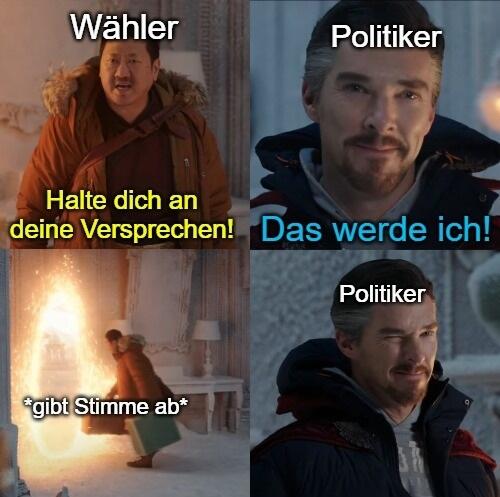 Wähler
Halte dich an
deine Versprechen!
Politiker
Das werde ich!
*gibt Stimme ab*
Politiker